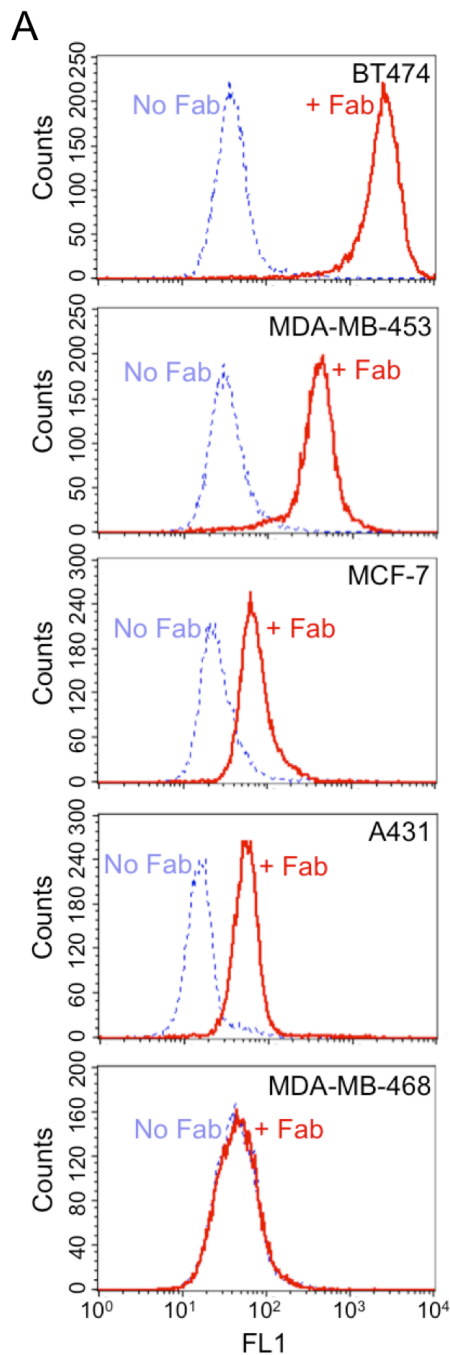 A
BT474
No Fab
+ Fab
Counts
0 50 100 150 200 250
MDA-MB-453
No Fab
+ Fab
Counts
0 50 100 150 200 250
MCF-7
No Fab
+ Fab
Counts
0 60 120 180 240 300
A431
No Fab
+ Fab
Counts
0 60 120 180 240 300
MDA-MB-468
No Fab
+ Fab
Counts
0 40 80 120 160 200
10⁰ 10¹ 10² 10³ 10⁴
FL1